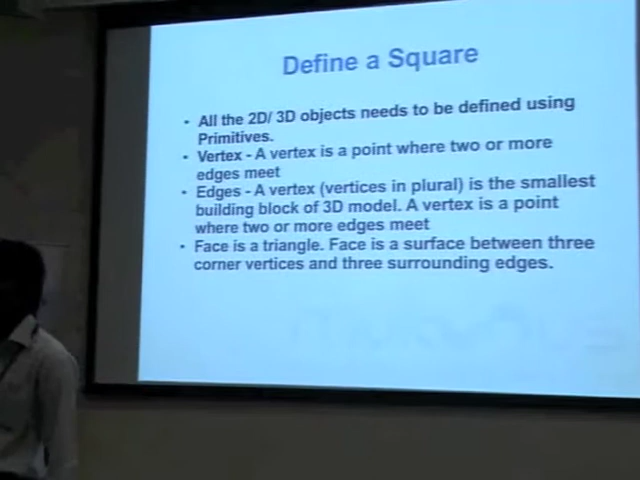 Define a Square
• All the 2D/ 3D objects needs to be defined using
Primitives.
• Vertex - A vertex is a point where two or more
edges meet
• Edges - A vertex (vertices in plural) is the smallest
building block of 3D model. A vertex is a point
where two or more edges meet
• Face is a triangle. Face is a surface between three
corner vertices and three surrounding edges.